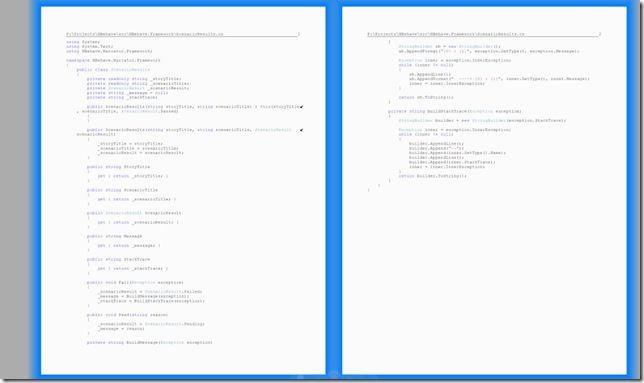 F:\Projects\NBehave\src\NBehave.Framework\ScenarioResults.cs 1
using System;
using System.Text;
using NBehave.Narrator.Framework;
namespace NBehave.Narrator.Framework
{
public class ScenarioResults
{
private readonly string _storyTitle;
private readonly string _scenarioTitle;
private ScenarioResult _scenarioResult;
private string _message = null;
private string _stackTrace;
public ScenarioResults(string storyTitle, string scenarioTitle) : this(storyTitle
, scenarioTitle, ScenarioResult.Passed)
{
}
public ScenarioResults(string storyTitle, string scenarioTitle, ScenarioResult
scenarioResult)
{
_storyTitle = storyTitle;
_scenarioTitle = scenarioTitle;
_scenarioResult = scenarioResult;
}
public string StoryTitle
{
get { return _storyTitle; }
}
public string ScenarioTitle
{
get { return _scenarioTitle; }
}
public ScenarioResult ScenarioResult
{
get { return _scenarioResult; }
}
public string Message
{
get { return _message; }
}
public string StackTrace
{
get { return _stackTrace; }
}
public void Fail(Exception exception)
{
_scenarioResult = ScenarioResult.Failed;
_message = BuildMessage(exception);
_stackTrace = BuildStackTrace(exception);
}
public void Pend(string reason)
{
_scenarioResult = ScenarioResult.Pending;
_message = reason;
}
private string BuildMessage(Exception exception)
F:\Projects\NBehave\src\NBehave.Framework\ScenarioResults.cs 2
{
StringBuilder sb = new StringBuilder();
sb.AppendFormat("{0} : {1}", exception.GetType(), exception.Message);
Exception inner = exception.InnerException;
while (inner != null)
{
sb.AppendLine();
sb.AppendFormat(" ----> {0} : {1}", inner.GetType(), inner.Message);
inner = inner.InnerException;
}
return sb.ToString();
}
private string BuildStackTrace(Exception exception)
{
StringBuilder builder = new StringBuilder(exception.StackTrace);
Exception inner = exception.InnerException;
while (inner != null)
{
builder.AppendLine();
builder.Append("--");
builder.Append(inner.GetType().Name);
builder.AppendLine();
builder.Append(inner.StackTrace);
inner = inner.InnerException;
}
return builder.ToString();
}
}
}